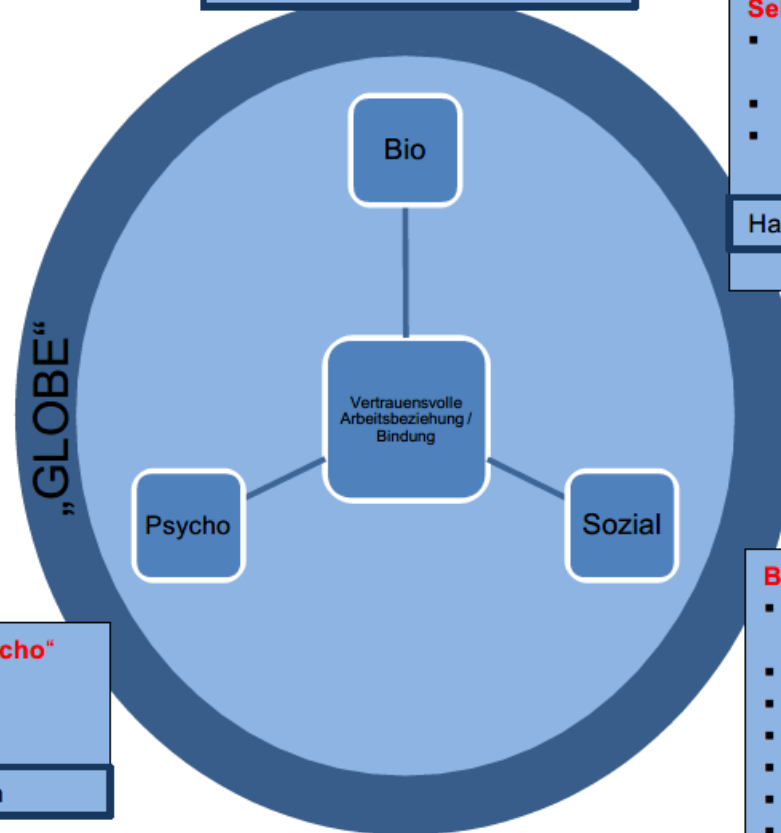 Se
Bio
Ha
„GLOBE“
Vertrauensvolle
Arbeitsbeziehung /
Bindung
Psycho
Sozial
B
cho“
n